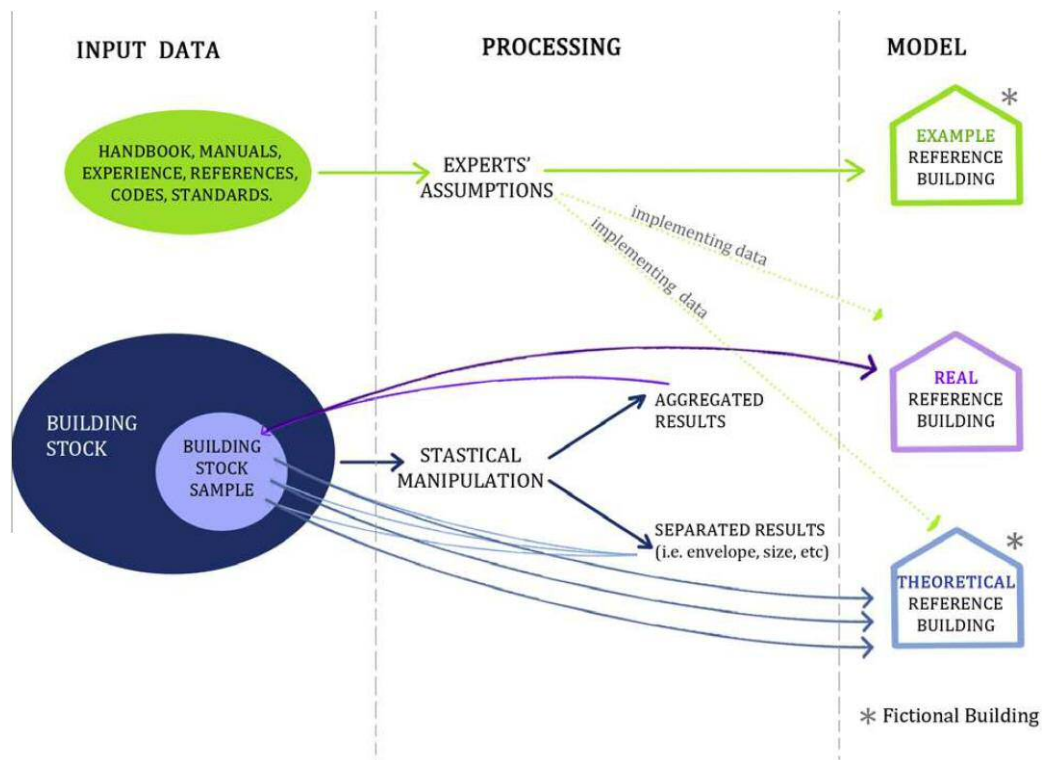 INPUT DATA
PROCESSING
MODEL
HANDBOOK, MANUALS,
EXPERIENCE, REFERENCES,
CODES, STANDARDS.
EXPERTS'
ASSUMPTIONS
*
EXAMPLE
REFERENCE
BUILDING
implementing data
implementing data
BUILDING
STOCK
BUILDING
STOCK
SAMPLE
STASTICAL
MANIPULATION
AGGREGATED
RESULTS
SEPARATED RESULTS
(i.e. envelope, size, etc)
REAL
REFERENCE
BUILDING
*
THEORETICAL
REFERENCE
BUILDING
* Fictional Building